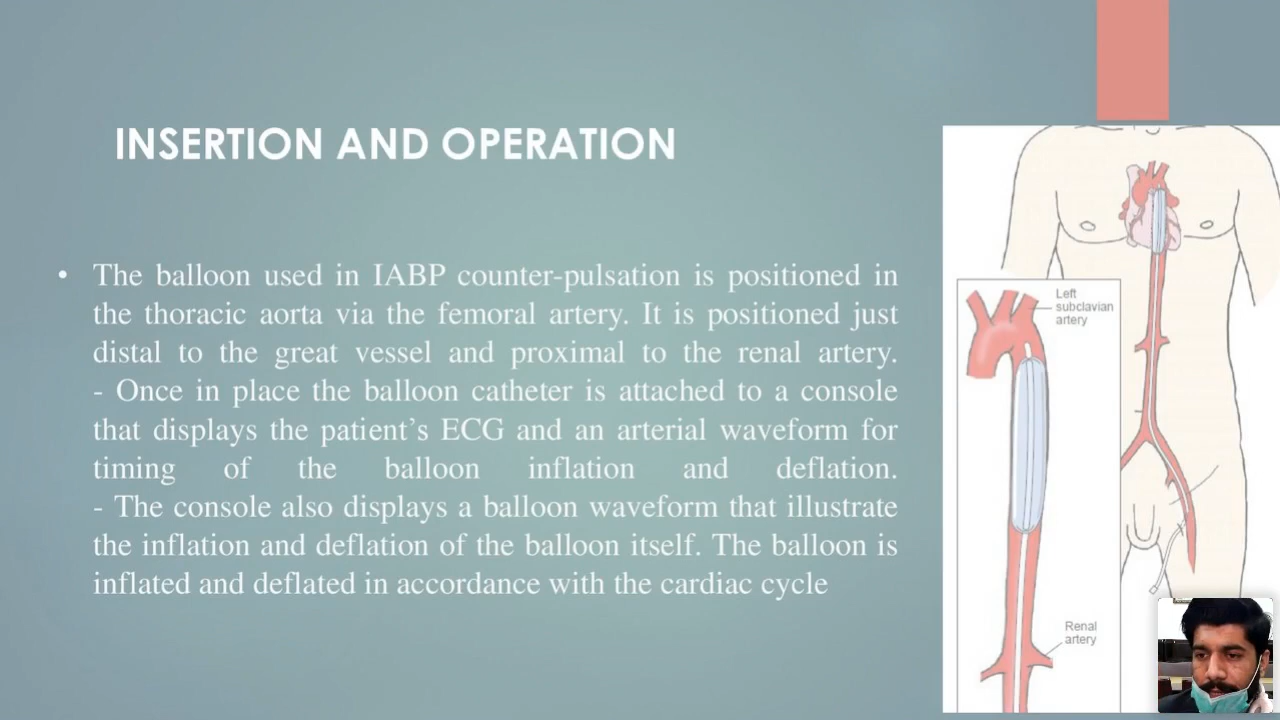 INSERTION AND OPERATION
• The balloon used in IABP counter-pulsation is positioned in
the thoracic aorta via the femoral artery. It is positioned just
distal to the great vessel and proximal to the renal artery.
- Once in place the balloon catheter is attached to a console
that displays the patient’s ECG and an arterial waveform for
timing of the balloon inflation and deflation.
- The console also displays a balloon waveform that illustrate
the inflation and deflation of the balloon itself. The balloon is
inflated and deflated in accordance with the cardiac cycle
Left
subclavian
artery
Renal
artery